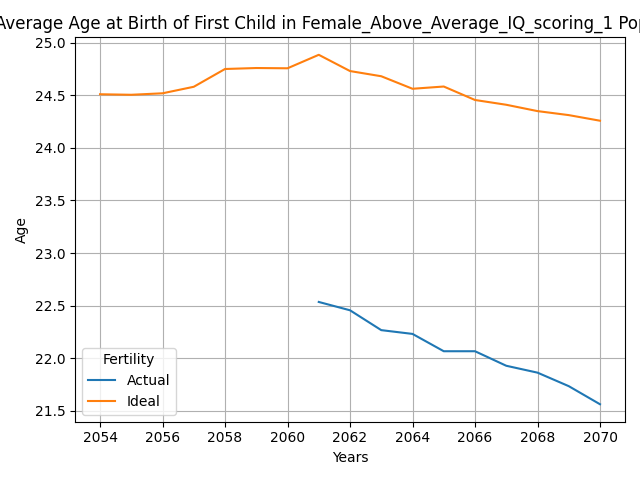 Average Age at Birth of First Child in Female_Above_Average_IQ_scoring_1 Pop
25.0
24.5
24.0
23.5
23.0
22.5
22.0
21.5
Age
Fertility
Actual
Ideal
2054 2056 2058 2060 2062 2064 2066 2068 2070
Years